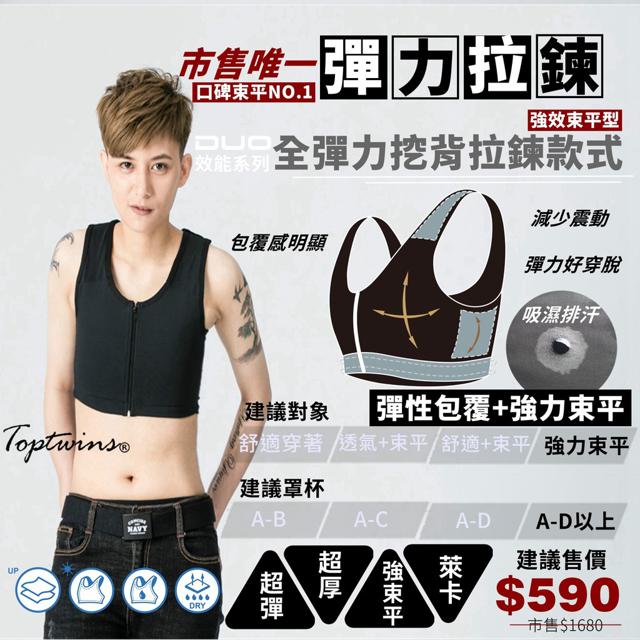 市售唯一
彈力拉鍊
口碑束平NO.1
強效束平型
DUO
效能系列
全彈力挖背拉鍊款式
包覆感明顯
減少震動
彈力好穿脫
吸濕排汗
彈性包覆+強力束平
建議對象
舒適穿著 透氣+束平 舒適+束平 強力束平
Toptwins®
建議罩杯
A-B A-C A-D A-D以上
NAVY
UP
DRY
超彈
超厚
強束平
萊卡
建議售價
$590
市售$1680